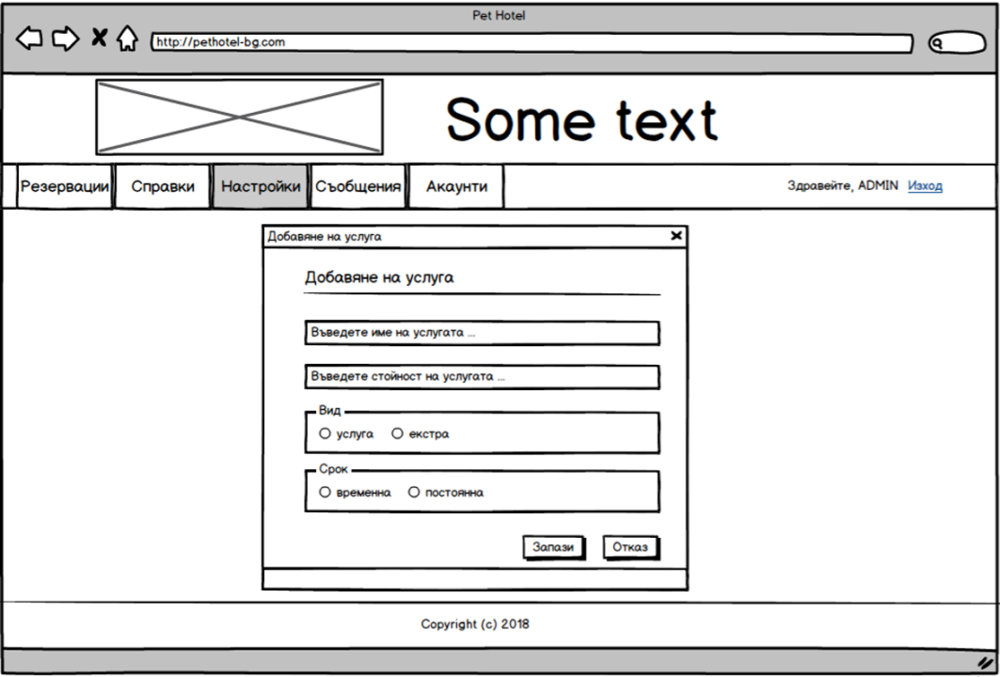 Pet Hotel
http://pethotel-bg.com
Some text
Резервации Справки Настройки Съобщения Акаунти Здравейте, ADMIN Изход
Добавяне на услуга
Добавяне на услуга
Въведете име на услугата ...
Въведете стойност на услугата ...
Вид
услуга екстра
Срок
временна постоянна
Запази Отказ
Copyright (c) 2018